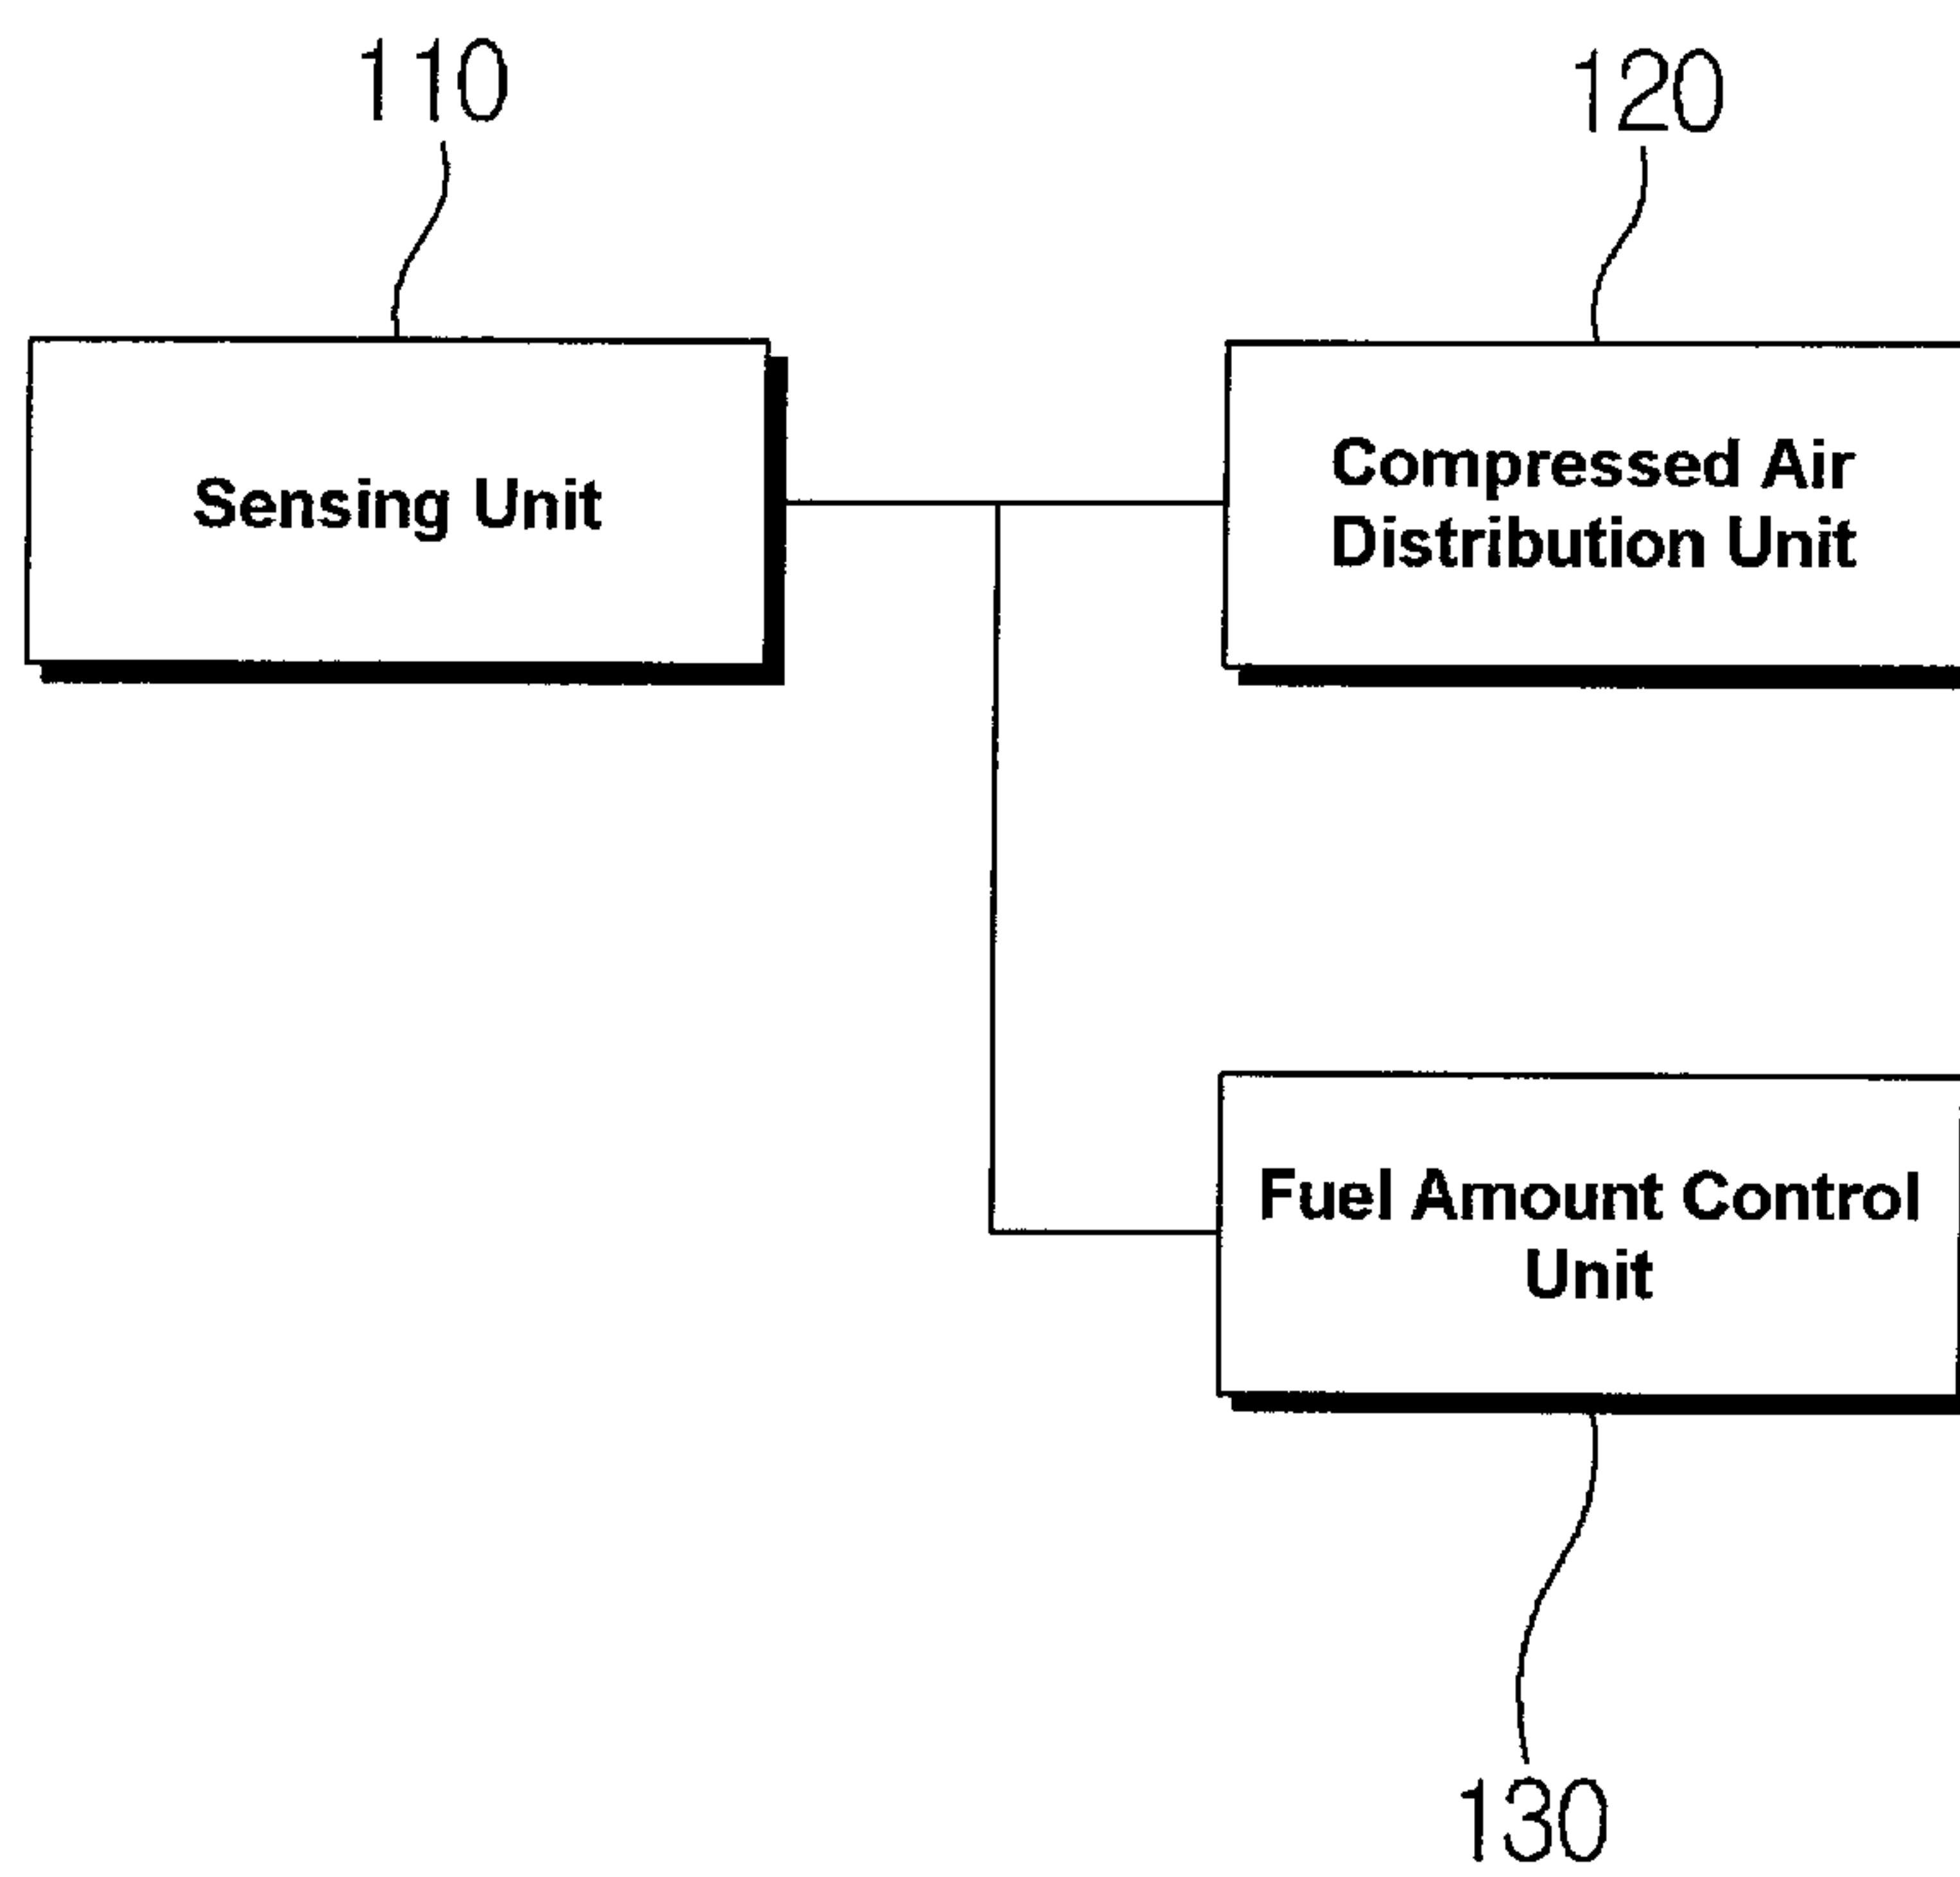 110
120
Sensing Unit
Compressed Air
Distribution Unit
Fuel Amount Control
Unit
130